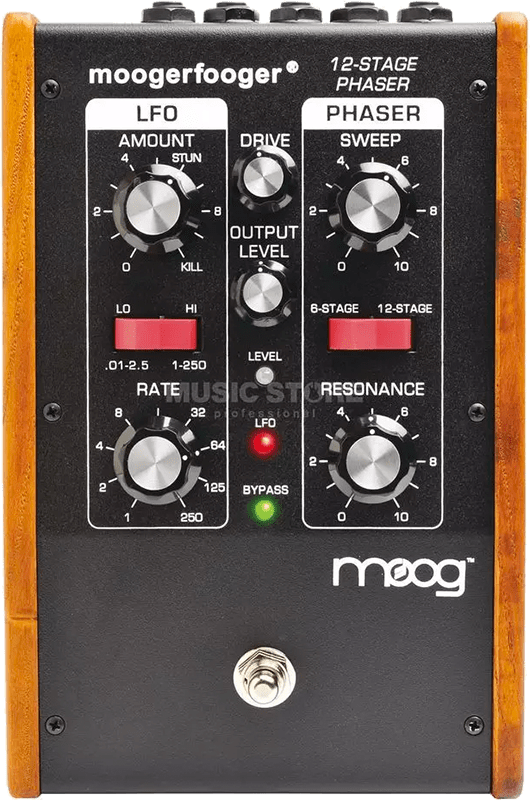 moogerfooger®
12-STAGE
PHASER
LFO
PHASER
AMOUNT
DRIVE
SWEEP
4
STUN
2
8
0
KILL
4
6
2
8
0
10
OUTPUT
LEVEL
LO
HI
.01-2.5
1-250
6-STAGE
12-STAGE
LEVEL
MUSIC STORE
professional
RATE
RESONANCE
8
32
4
64
2
125
1
250
LFO
4
6
2
8
0
10
BYPASS
moog™